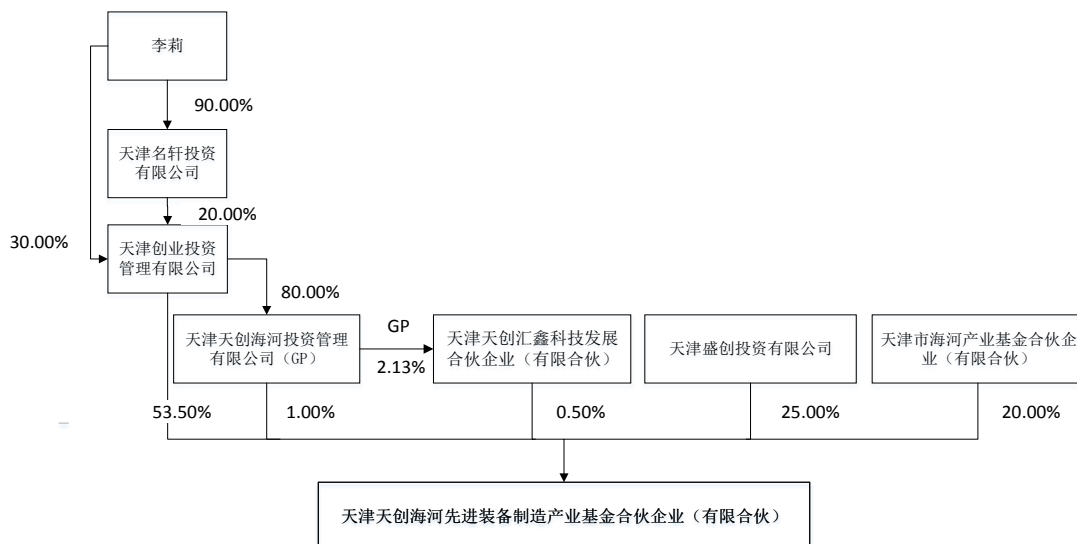 李莉
90.00%
天津名轩投资
有限公司
20.00%
30.00%
天津创业投资
管理有限公司
80.00%
天津天创海河投资管理
有限公司（GP）
GP
2.13%
天津天创汇鑫科技发展
合伙企业（有限合伙）
天津盛创投资有限公司
天津市海河产业基金合伙企
业（有限合伙）
53.50%
1.00%
0.50%
25.00%
20.00%
天津天创海河先进装备制造产业基金合伙企业（有限合伙）